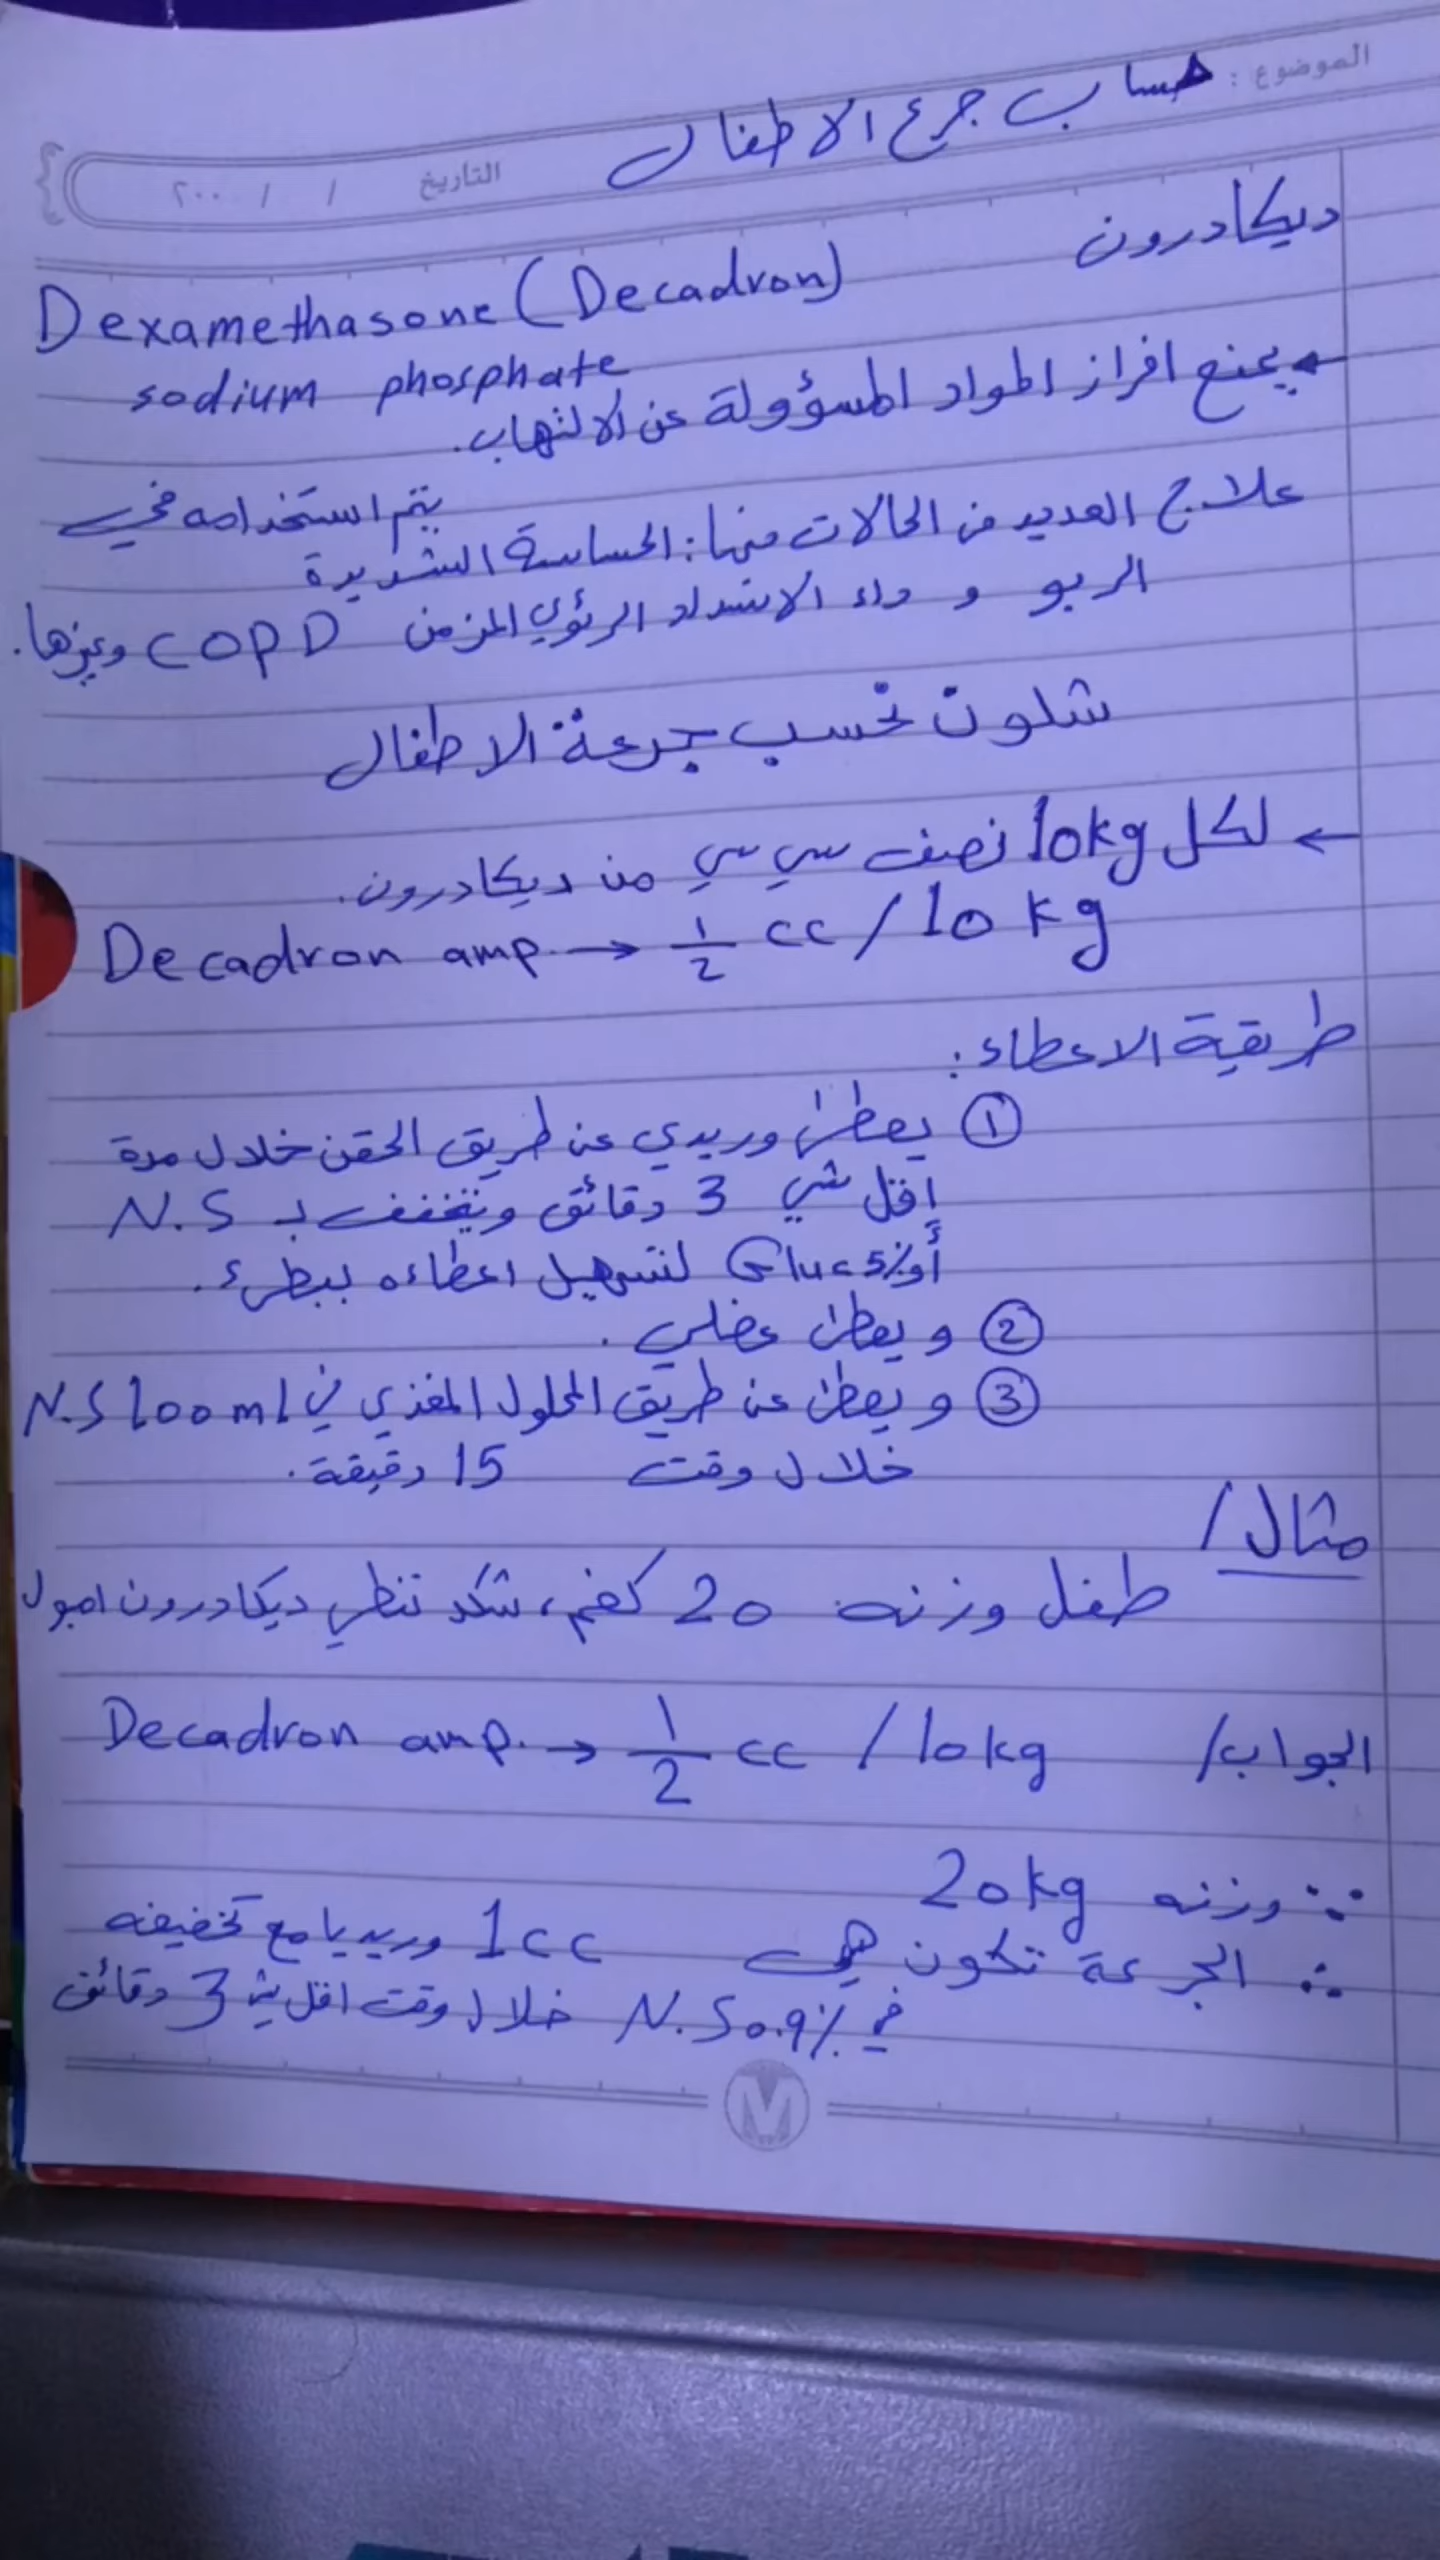 الموضوع : حساب جرع الاطفال
التاريخ / / ٢٠٠
ديكادرون
Dexamethasone (Decadron)
sodium phosphate
← يمنع افراز المواد المسؤولة عن الالتهاب.
يتم استخدامه في
علاج العديد من الحالات منها: الحساسية الشديدة
الربو و داء الانسداد الرئوي المزمن COPD وغيرها.
شلون نحسب جرعة الاطفال
← لكل 10kg نصف سي سي من ديكادرون.
Decadron amp. → 1/2 cc / 10 kg
طريقة الاعطاء:
① يعطى وريدي عن طريق الحقن خلال مدة
اقل شي 3 دقائق ويخفف بـ N.S
أو Gluc 5% لتسهيل اعطاءه ببطء.
② و يعطى عضلي.
③ و يعطى عن طريق المحلول المغذي في N.S 100ml
خلال وقت 15 دقيقة.
مثال/
طفل وزنه 20 كغم، شكد تنطي ديكادرون امبول
الجواب/ Decadron amp. → 1/2 cc / 10kg
∵ وزنه 20kg
∴ الجرعة تكون هي 1cc وريديا مع تخفيفه
في N.S 0.9% خلال وقت اقل شي 3 دقائق
M